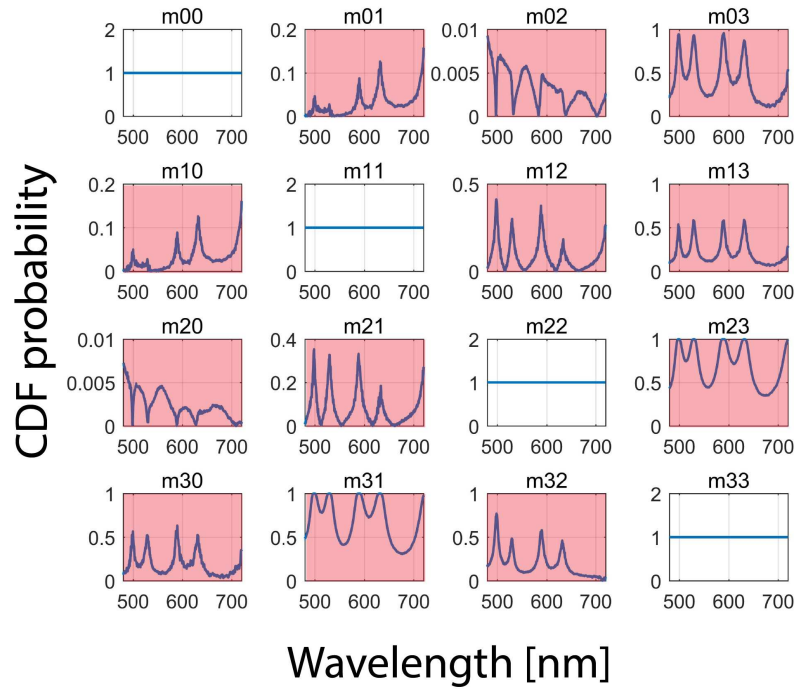 m00 m01 m02 m03
2 0.2 0.01 1
1 0.1 0.005 0.5
0 0 0 0
500 600 700 500 600 700 500 600 700 500 600 700
m10 m11 m12 m13
0.2 2 0.5 1
0.1 1 0.5
0 0 0 0
500 600 700 500 600 700 500 600 700 500 600 700
m20 m21 m22 m23
0.01 0.4 2 1
0.005 0.2 1 0.5
0 0 0 0
500 600 700 500 600 700 500 600 700 500 600 700
m30 m31 m32 m33
1 1 1 2
0.5 0.5 0.5 1
0 0 0 0
500 600 700 500 600 700 500 600 700 500 600 700
CDF probability
Wavelength [nm]